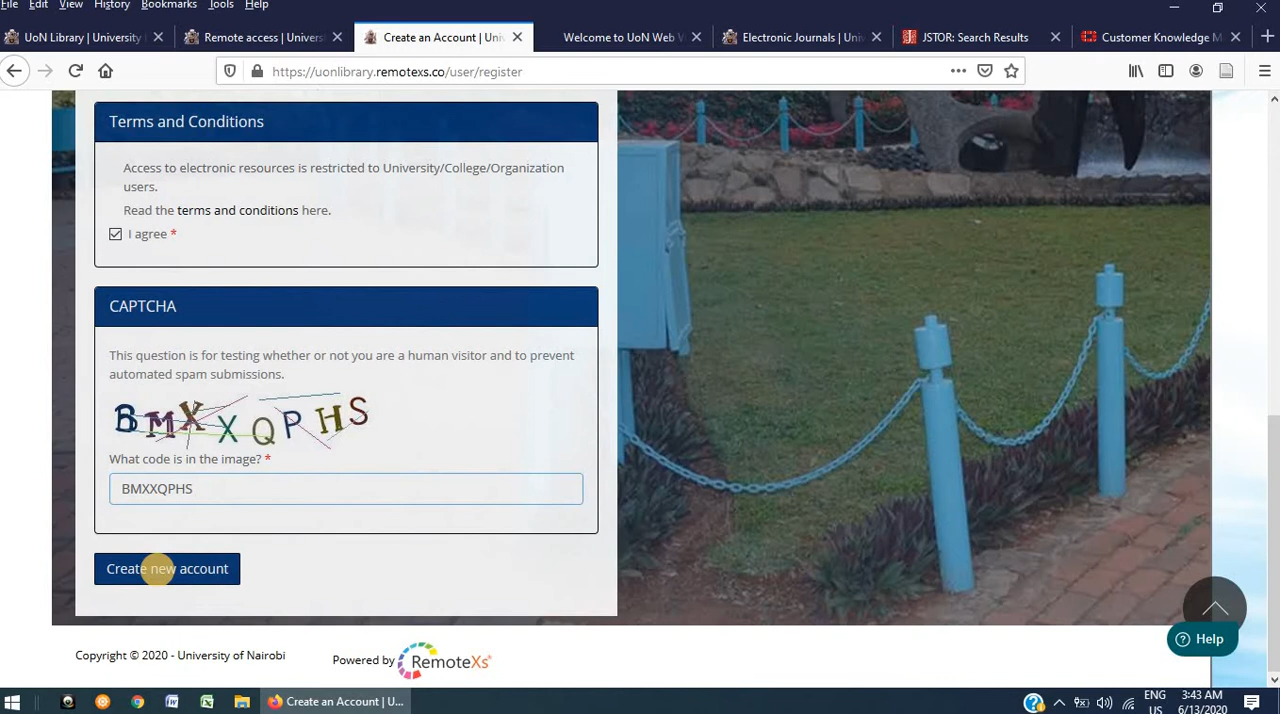 File Edit View History Bookmarks Tools Help
UoN Library | University
Remote access | Univers
Create an Account | Uni
Welcome to UoN Web
Electronic Journals | Uni
JSTOR: Search Results
Customer Knowledge M
https://uonlibrary.remotexs.co/user/register
Terms and Conditions
Access to electronic resources is restricted to University/College/Organization
users.
Read the terms and conditions here.
I agree *
CAPTCHA
This question is for testing whether or not you are a human visitor and to prevent
automated spam submissions.
BMXXQPHS
What code is in the image? *
BMXXQPHS
Create new account
Help
Copyright © 2020 - University of Nairobi
Powered by RemoteXs
Create an Account | U...
ENG
US
3:43 AM
6/13/2020